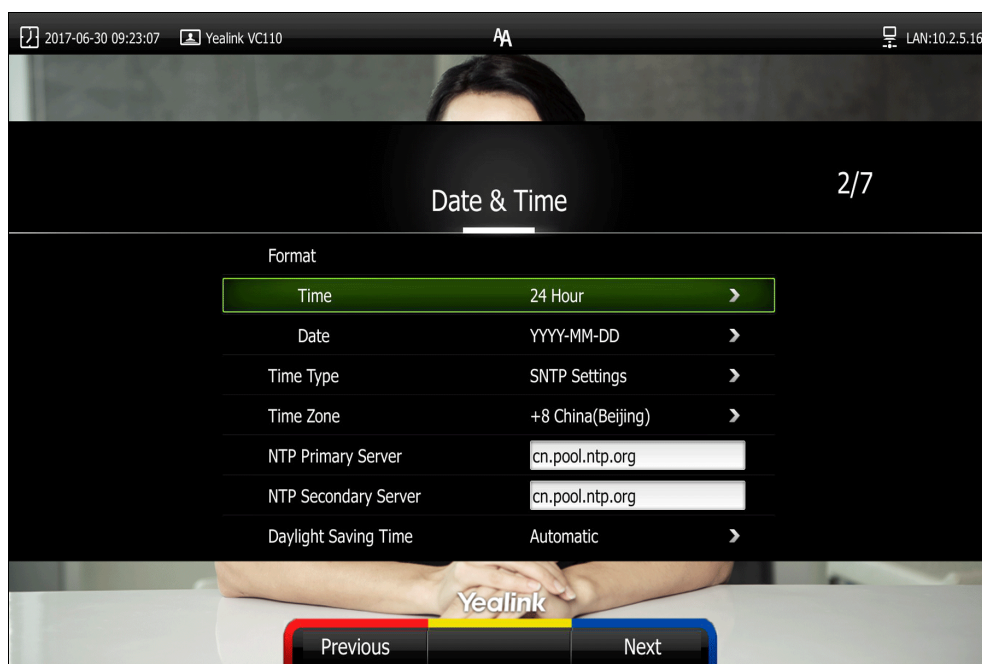 2017-06-30 09:23:07 Yealink VC110 AA LAN:10.2.5.16
2/7
Date & Time
Format
Time 24 Hour
Date YYYY-MM-DD
Time Type SNTP Settings
Time Zone +8 China(Beijing)
NTP Primary Server cn.pool.ntp.org
NTP Secondary Server cn.pool.ntp.org
Daylight Saving Time Automatic
Yealink
Previous Next